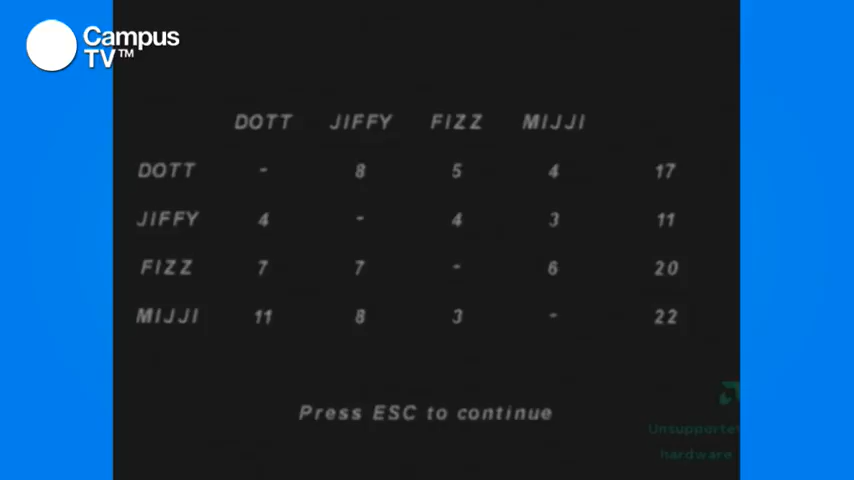 Campus
TV™
DOTT JIFFY FIZZ MIJJI
DOTT - 8 5 4 17
JIFFY 4 - 4 3 11
FIZZ 7 7 - 6 20
MIJJI 11 8 3 - 22
Press ESC to continue
Unsupporte
hardware